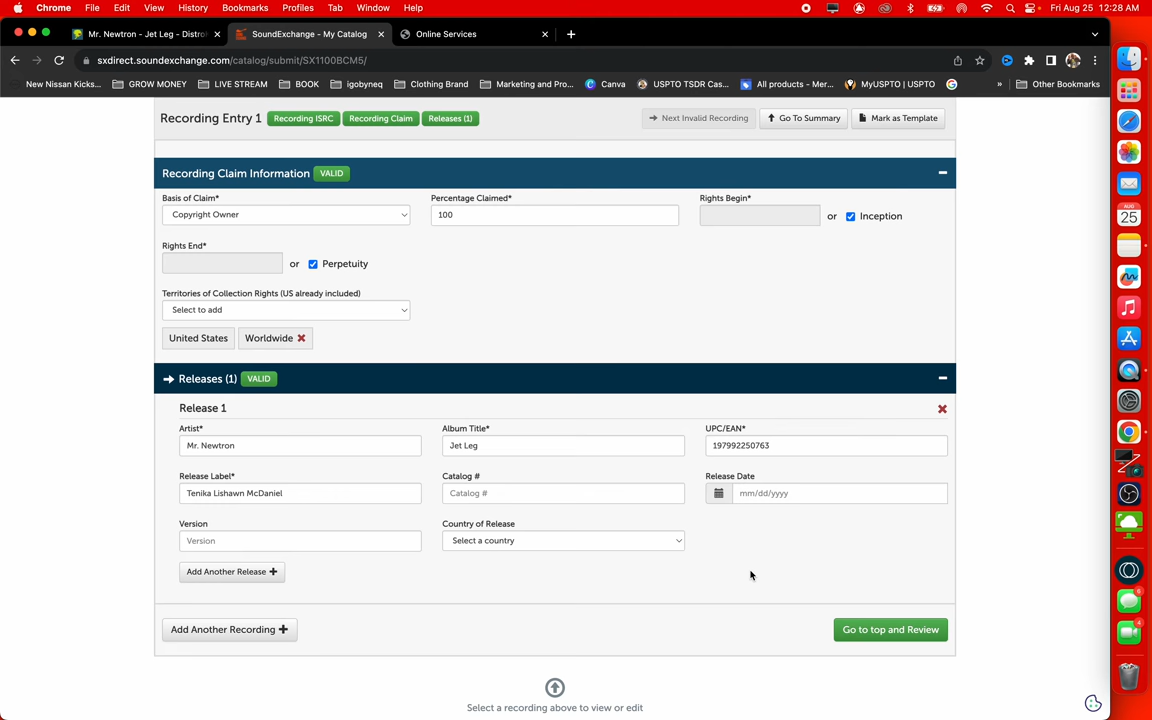 Chrome File Edit View History Bookmarks Profiles Tab Window Help Fri Aug 25 12:28 AM
Mr. Newtron - Jet Leg - Distro SoundExchange - My Catalog Online Services
sxdirect.soundexchange.com/catalog/submit/SX1100BCM5/
New Nissan Kicks... GROW MONEY LIVE STREAM BOOK igobyneq Clothing Brand Marketing and Pro... Canva USPTO TSDR Cas... All products - Mer... MyUSPTO | USPTO » Other Bookmarks
Recording Entry 1 Recording ISRC Recording Claim Releases (1) Next Invalid Recording Go To Summary Mark as Template
Recording Claim Information VALID
Basis of Claim* Percentage Claimed* Rights Begin*
Copyright Owner 100 or Inception
Rights End*
or Perpetuity
Territories of Collection Rights (US already included)
Select to add
United States Worldwide
Releases (1) VALID
Release 1
Artist* Album Title* UPC/EAN*
Mr. Newtron Jet Leg 197992250763
Release Label* Catalog # Release Date
Tenika Lishawn McDaniel Catalog # mm/dd/yyyy
Version Country of Release
Version Select a country
Add Another Release
Add Another Recording Go to top and Review
Select a recording above to view or edit
AUG
25
6
4